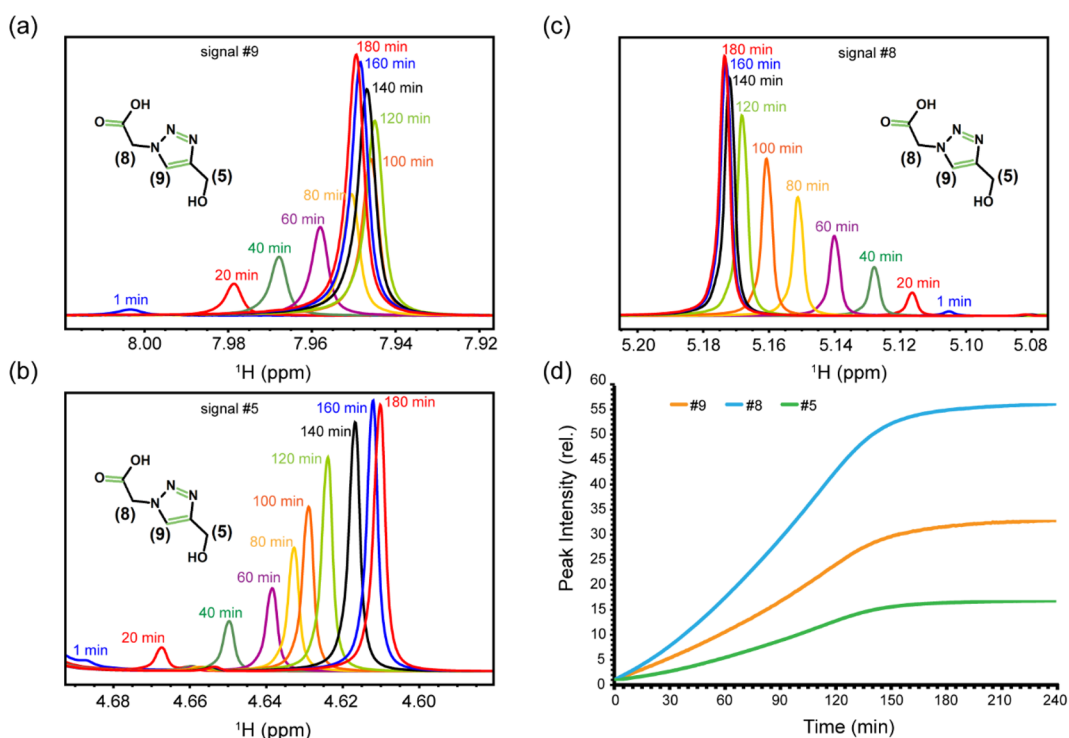 (a)
signal #9
180 min
160 min
140 min
120 min
100 min
80 min
60 min
40 min
20 min
1 min
OH
O
N
N
N
(8)
(9)
(5)
HO
8.00 7.98 7.96 7.94 7.92
¹H (ppm)
(c)
signal #8
180 min
160 min
140 min
120 min
100 min
80 min
60 min
40 min
20 min
1 min
OH
O
N
N
N
(8)
(9)
(5)
HO
5.20 5.18 5.16 5.14 5.12 5.10 5.08
¹H (ppm)
(b)
signal #5
180 min
160 min
140 min
120 min
100 min
80 min
60 min
40 min
20 min
1 min
OH
O
N
N
N
(8)
(9)
(5)
HO
4.68 4.66 4.64 4.62 4.60
¹H (ppm)
(d)
#9 #8 #5
Peak Intensity (rel.)
60
55
50
45
40
35
30
25
20
15
10
5
0
0 30 60 90 120 150 180 210 240
Time (min)